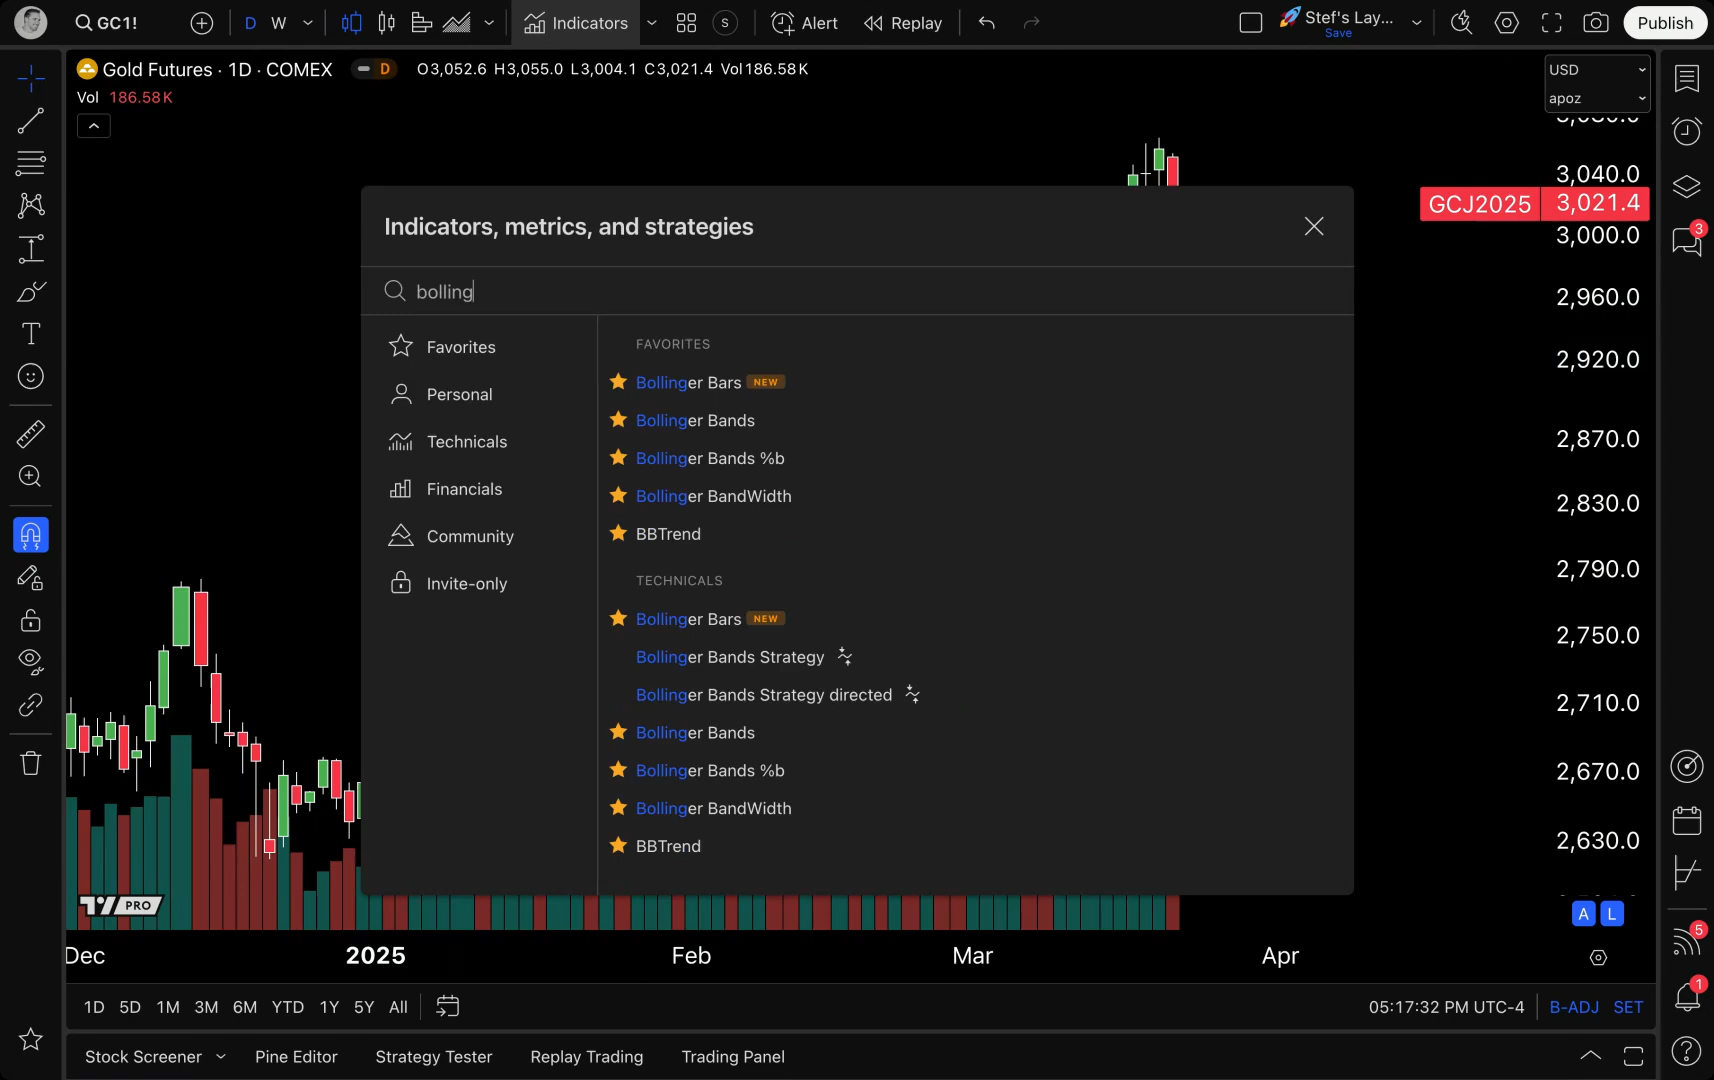 GC1!
D W
Indicators
S
Alert
Replay
Stef's Lay...
Save
Publish
Gold Futures · 1D · COMEX
D
O3,052.6 H3,055.0 L3,004.1 C3,021.4 Vol186.58K
Vol 186.58K
USD
apoz
3,040.0
GCJ2025 3,021.4
3,000.0
2,960.0
2,920.0
2,870.0
2,830.0
2,790.0
2,750.0
2,710.0
2,670.0
2,630.0
A L
3
5
1
Indicators, metrics, and strategies
bolling
Favorites
Personal
Technicals
Financials
Community
Invite-only
FAVORITES
Bollinger Bars NEW
Bollinger Bands
Bollinger Bands %b
Bollinger BandWidth
BBTrend
TECHNICALS
Bollinger Bars NEW
Bollinger Bands Strategy
Bollinger Bands Strategy directed
Bollinger Bands
Bollinger Bands %b
Bollinger BandWidth
BBTrend
PRO
Dec 2025 Feb Mar Apr
1D 5D 1M 3M 6M YTD 1Y 5Y All
05:17:32 PM UTC-4 B-ADJ SET
Stock Screener Pine Editor Strategy Tester Replay Trading Trading Panel